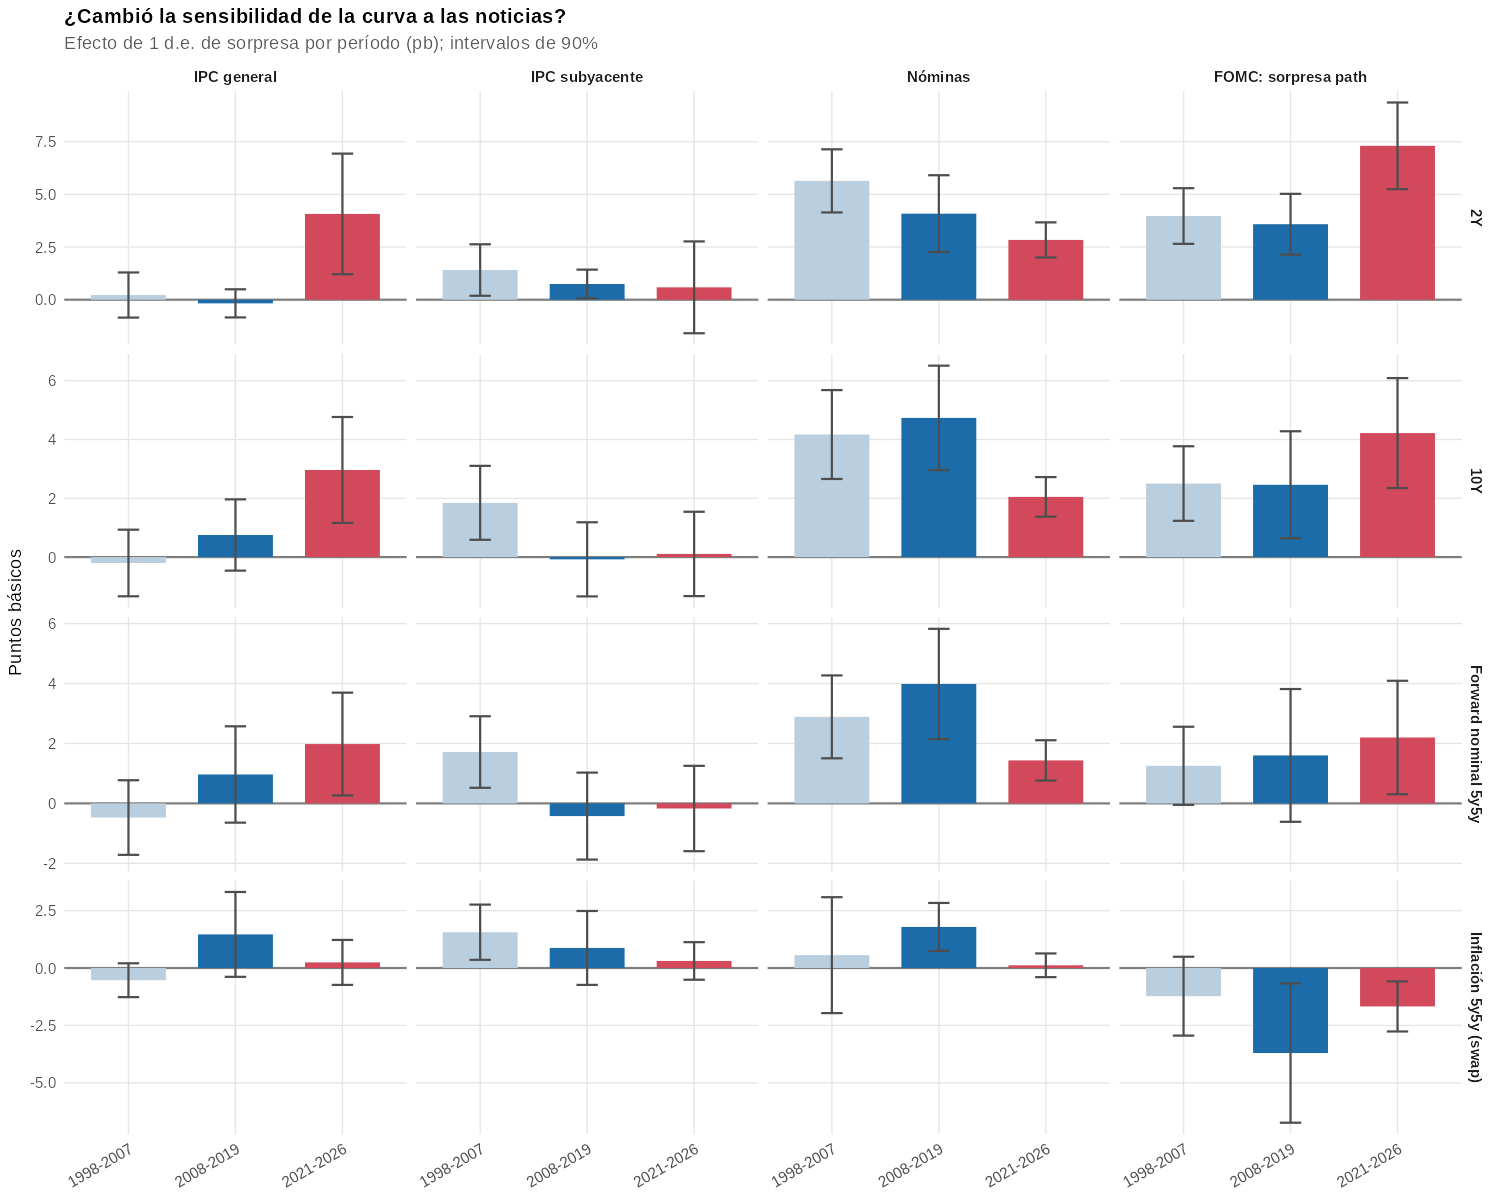 ¿Cambió la sensibilidad de la curva a las noticias?
Efecto de 1 d.e. de sorpresa por período (pb); intervalos de 90%
IPC general
IPC subyacente
Nóminas
FOMC: sorpresa path
7.5
5.0
2.5
0.0
2Y
6
4
2
0
10Y
Puntos básicos
6
4
2
0
-2
Forward nominal 5y5y
2.5
0.0
-2.5
-5.0
Inflación 5y5y (swap)
1998-2007
2008-2019
2021-2026
1998-2007
2008-2019
2021-2026
1998-2007
2008-2019
2021-2026
1998-2007
2008-2019
2021-2026